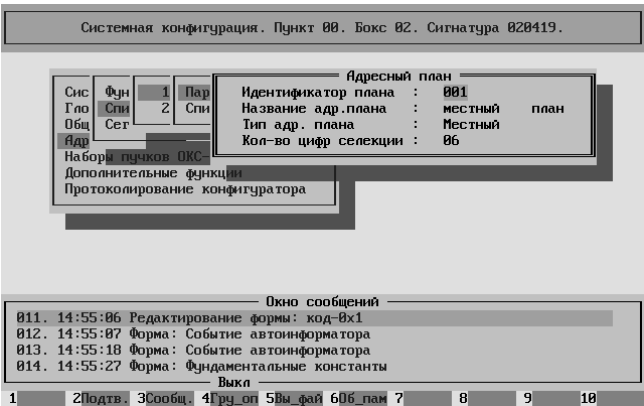 Системная конфигурация. Пункт 00. Бокс 02. Сигнатура 020419.
Адресный план
Сис Фун 1 Пар Идентификатор плана : 001
Гло Спи 2 Спи Название адр.плана : местный план
Общ Сег Тип адр. плана : Местный
Адр Кол-во цифр селекции : 06
Наборы пучков ОКС-
Дополнительные функции
Протоколирование конфигуратора
Окно сообщений
011. 14:55:06 Редактирование формы: код-0x1
012. 14:55:07 Форма: Событие автоинформатора
013. 14:55:18 Форма: Событие автоинформатора
014. 14:55:27 Форма: Фундаментальные константы
Выкл
1 2Подтв. 3Сообщ. 4Гру_оп 5Вы_фай 6Об_пам 7 8 9 10